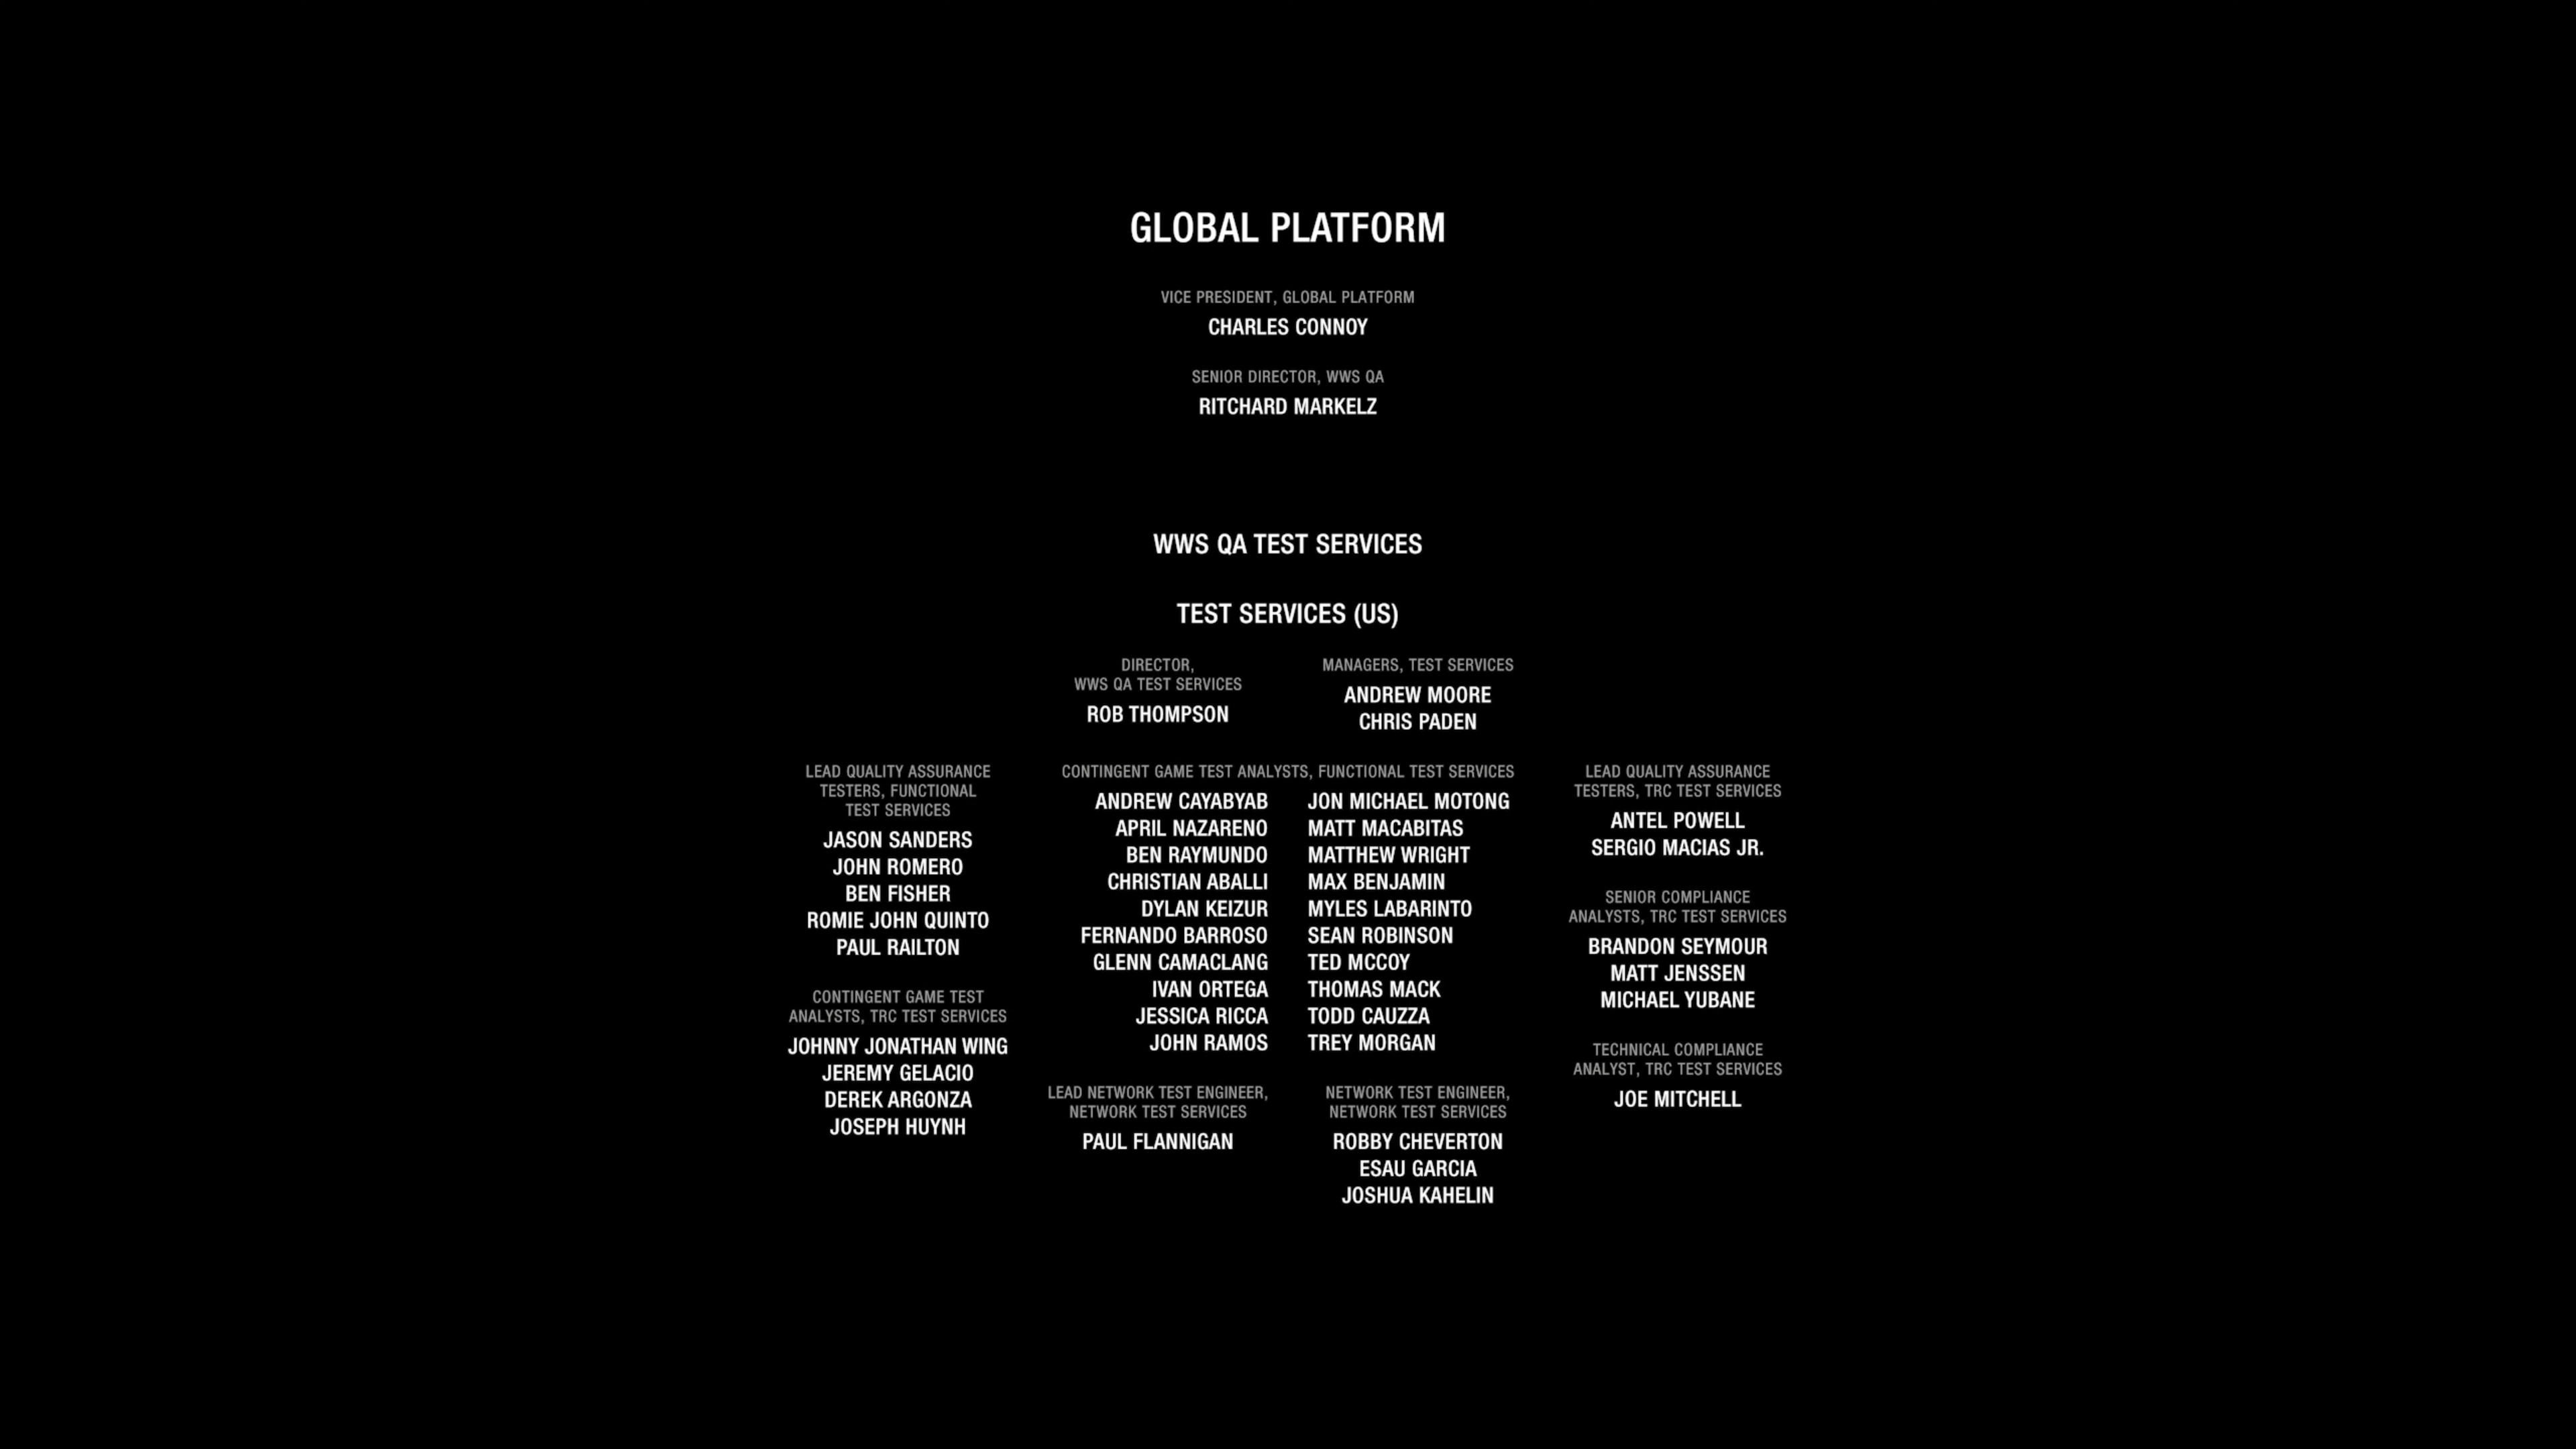 GLOBAL PLATFORM
VICE PRESIDENT, GLOBAL PLATFORM
CHARLES CONNOY
SENIOR DIRECTOR, WWS QA
RITCHARD MARKELZ
WWS QA TEST SERVICES
TEST SERVICES (US)
DIRECTOR,
WWS QA TEST SERVICES
ROB THOMPSON
MANAGERS, TEST SERVICES
ANDREW MOORE
CHRIS PADEN
LEAD QUALITY ASSURANCE
TESTERS, FUNCTIONAL
TEST SERVICES
JASON SANDERS
JOHN ROMERO
BEN FISHER
ROMIE JOHN QUINTO
PAUL RAILTON
CONTINGENT GAME TEST
ANALYSTS, TRC TEST SERVICES
JOHNNY JONATHAN WING
JEREMY GELACIO
DEREK ARGONZA
JOSEPH HUYNH
CONTINGENT GAME TEST ANALYSTS, FUNCTIONAL TEST SERVICES
ANDREW CAYABYAB
APRIL NAZARENO
BEN RAYMUNDO
CHRISTIAN ABALLI
DYLAN KEIZUR
FERNANDO BARROSO
GLENN CAMACLANG
IVAN ORTEGA
JESSICA RICCA
JOHN RAMOS
JON MICHAEL MOTONG
MATT MACABITAS
MATTHEW WRIGHT
MAX BENJAMIN
MYLES LABARINTO
SEAN ROBINSON
TED MCCOY
THOMAS MACK
TODD CAUZZA
TREY MORGAN
LEAD NETWORK TEST ENGINEER,
NETWORK TEST SERVICES
PAUL FLANNIGAN
NETWORK TEST ENGINEER,
NETWORK TEST SERVICES
ROBBY CHEVERTON
ESAU GARCIA
JOSHUA KAHELIN
LEAD QUALITY ASSURANCE
TESTERS, TRC TEST SERVICES
ANTEL POWELL
SERGIO MACIAS JR.
SENIOR COMPLIANCE
ANALYSTS, TRC TEST SERVICES
BRANDON SEYMOUR
MATT JENSSEN
MICHAEL YUBANE
TECHNICAL COMPLIANCE
ANALYST, TRC TEST SERVICES
JOE MITCHELL